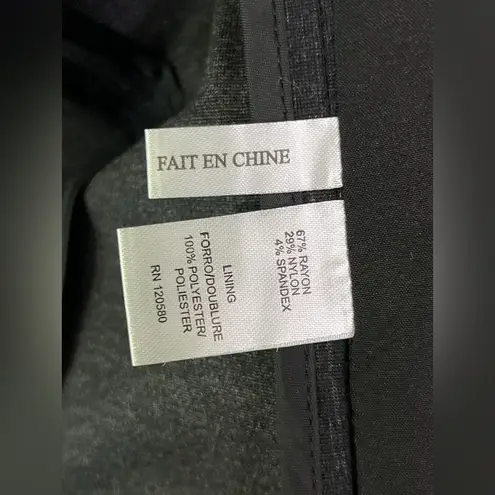 FAIT EN CHINE
67% RAYON
29% NYLON
4% SPANDEX
LINING
FORRO/DOUBLURE
100% POLYESTER/
POLIESTER
RN 120580